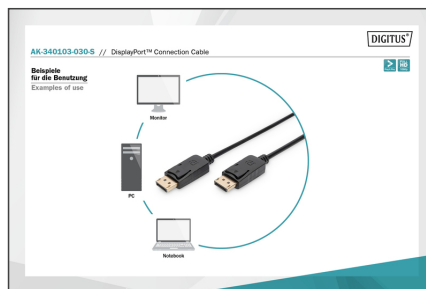 DIGITUS®
AK-340103-030-S // DisplayPort™ Connection Cable
Beispiele
für die Benutzung
Examples of use
Monitor
PC
Notebook